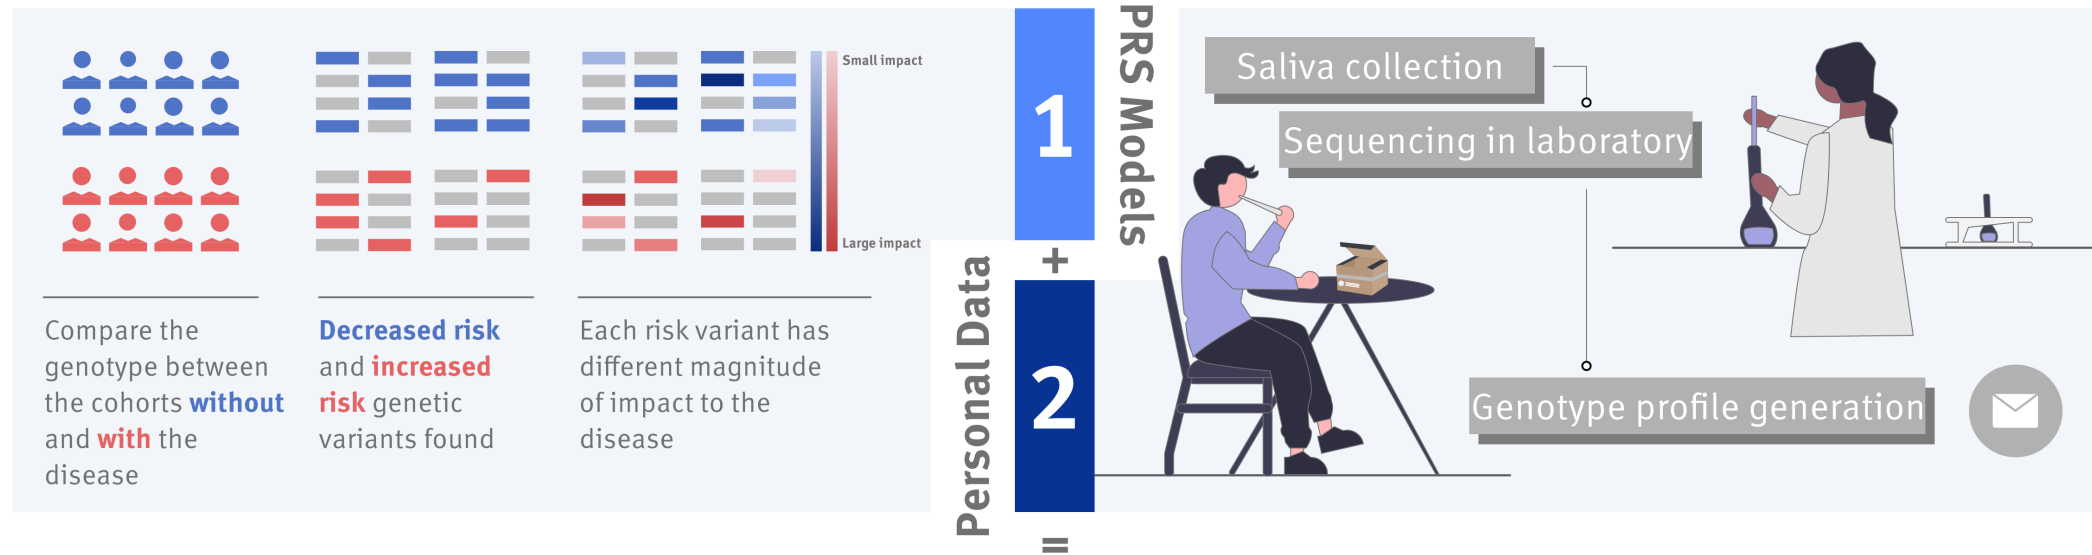 Small impact
Large impact
Compare the
genotype between
the cohorts without
and with the
disease
Decreased risk
and increased
risk genetic
variants found
Each risk variant has
different magnitude
of impact to the
disease
1
PRS Models
+
Personal Data
2
=
Saliva collection
Sequencing in laboratory
Genotype profile generation